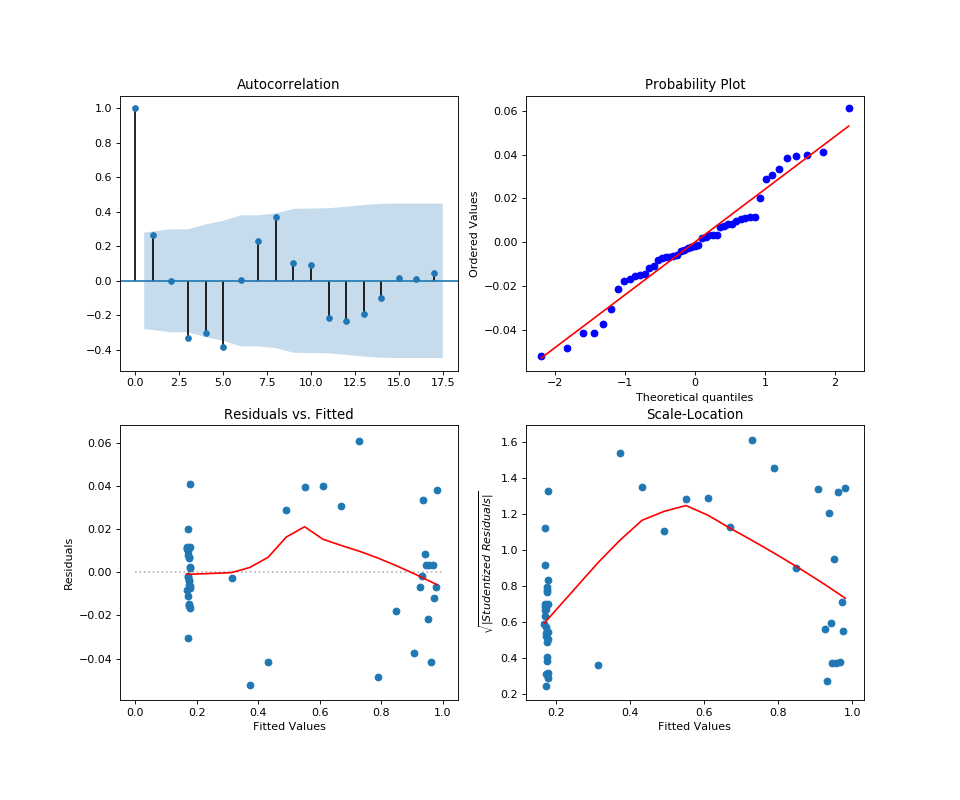 Autocorrelation
1.0
0.8
0.6
0.4
0.2
0.0
−0.2
−0.4
0.0 2.5 5.0 7.5 10.0 12.5 15.0 17.5
Probability Plot
Ordered Values
0.06
0.04
0.02
0.00
−0.02
−0.04
−2 −1 0 1 2
Theoretical quantiles
Residuals vs. Fitted
Residuals
0.06
0.04
0.02
0.00
−0.02
−0.04
0.0 0.2 0.4 0.6 0.8 1.0
Fitted Values
Scale-Location
√|Studentized Residuals|
1.6
1.4
1.2
1.0
0.8
0.6
0.4
0.2
0.2 0.4 0.6 0.8 1.0
Fitted Values